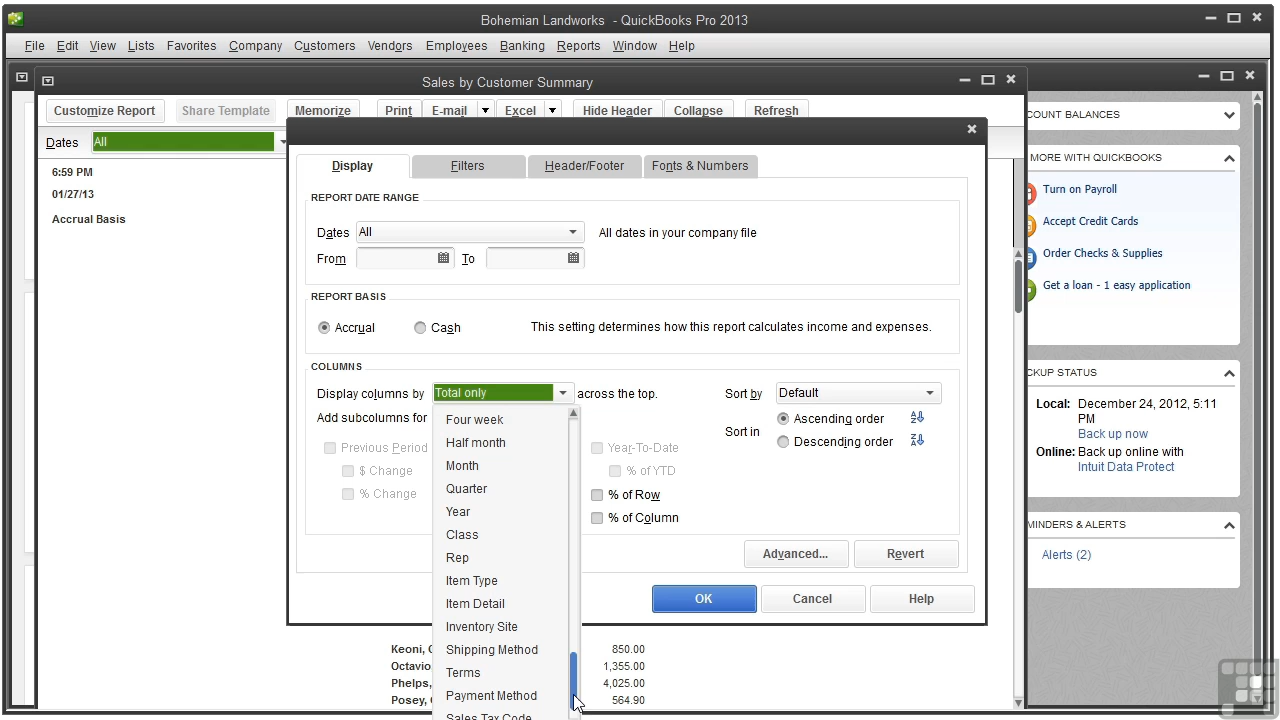 Bohemian Landworks - QuickBooks Pro 2013
File Edit View Lists Favorites Company Customers Vendors Employees Banking Reports Window Help
Sales by Customer Summary
Customize Report Share Template Memorize Print E-mail Excel Hide Header Collapse Refresh
Dates All
6:59 PM
01/27/13
Accrual Basis
Display Filters Header/Footer Fonts & Numbers
REPORT DATE RANGE
Dates All All dates in your company file
From To
REPORT BASIS
Accrual Cash This setting determines how this report calculates income and expenses.
COLUMNS
Display columns by Total only across the top. Sort by Default
Add subcolumns for
Sort in Ascending order
Descending order
Previous Period Year-To-Date
$ Change % of YTD
% Change % of Row
% of Column
Four week
Half month
Month
Quarter
Year
Class
Rep
Item Type
Item Detail
Inventory Site
Shipping Method
Terms
Payment Method
Sales Tax Code
Advanced... Revert
OK Cancel Help
Keoni, 850.00
Octavio 1,355.00
Phelps, 4,025.00
Posey, 564.90
COUNT BALANCES
MORE WITH QUICKBOOKS
Turn on Payroll
Accept Credit Cards
Order Checks & Supplies
Get a loan - 1 easy application
CKUP STATUS
Local: December 24, 2012, 5:11
PM
Back up now
Online: Back up online with
Intuit Data Protect
MINDERS & ALERTS
Alerts (2)